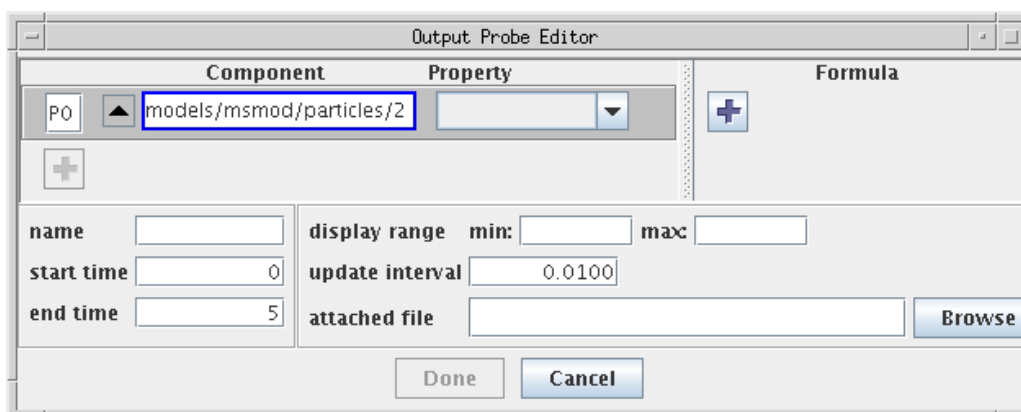 Output Probe Editor
Component Property Formula
P0 models/msmod/particles/2
name display range min: max:
start time 0 update interval 0.0100
end time 5 attached file Browse
Done Cancel